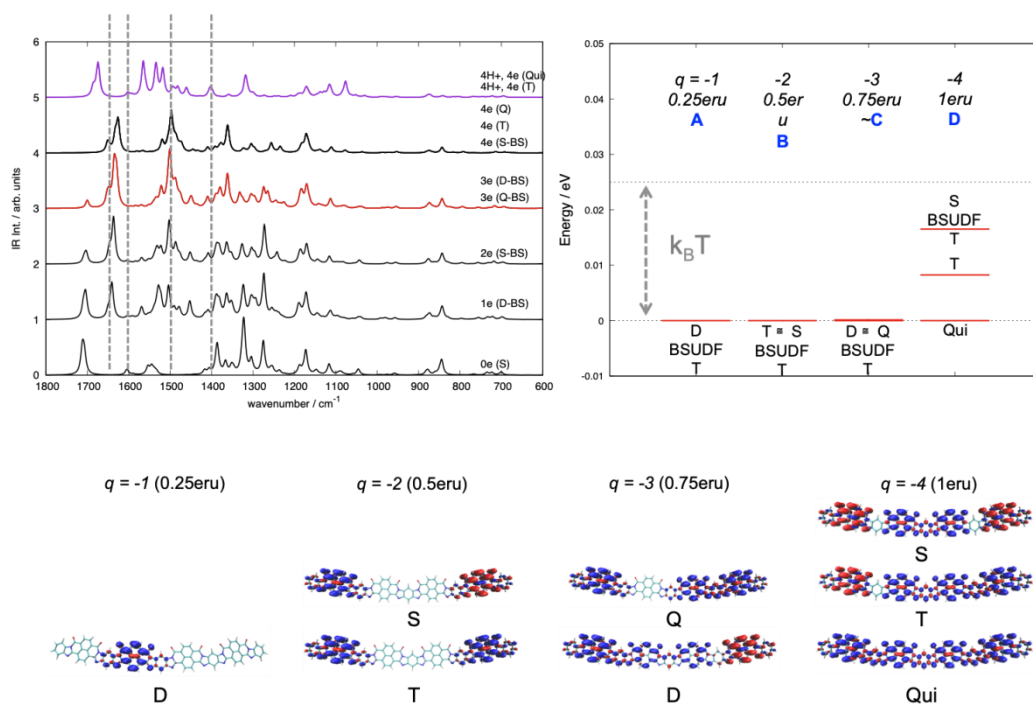 6
5
4
3
2
1
0
IR Int. / arb. units
4H+, 4e (Qui)
4H+, 4e (T)
4e (Q)
4e (T)
4e (S-BS)
3e (D-BS)
3e (Q-BS)
2e (S-BS)
1e (D-BS)
0e (S)
1800 1700 1600 1500 1400 1300 1200 1100 1000 900 800 700 600
wavenumber / cm-1
0.05
0.04
0.03
0.02
0.01
0
-0.01
Energy / eV
q = -1 -2 -3 -4
0.25eru 0.5er 0.75eru 1eru
A u ~C D
B
kBT
S
BSUDF
T
T
D T ≅ S D ≅ Q Qui
BSUDF BSUDF BSUDF
T T T
q = -1 (0.25eru) q = -2 (0.5eru) q = -3 (0.75eru) q = -4 (1eru)
S
S Q T
D T D Qui